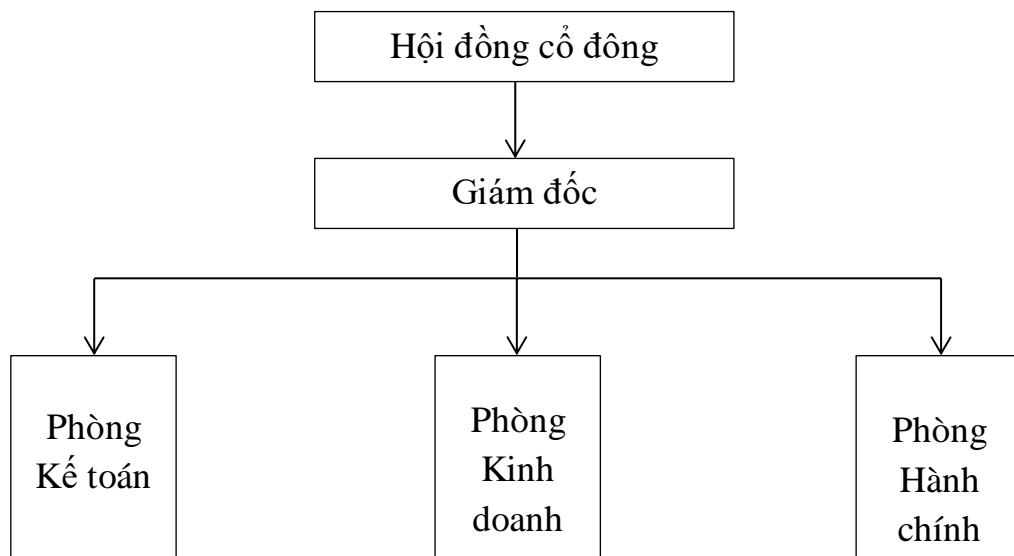 Hội đồng cổ đông
Giám đốc
Phòng
Kế toán
Phòng
Kinh
doanh
Phòng
Hành
chính